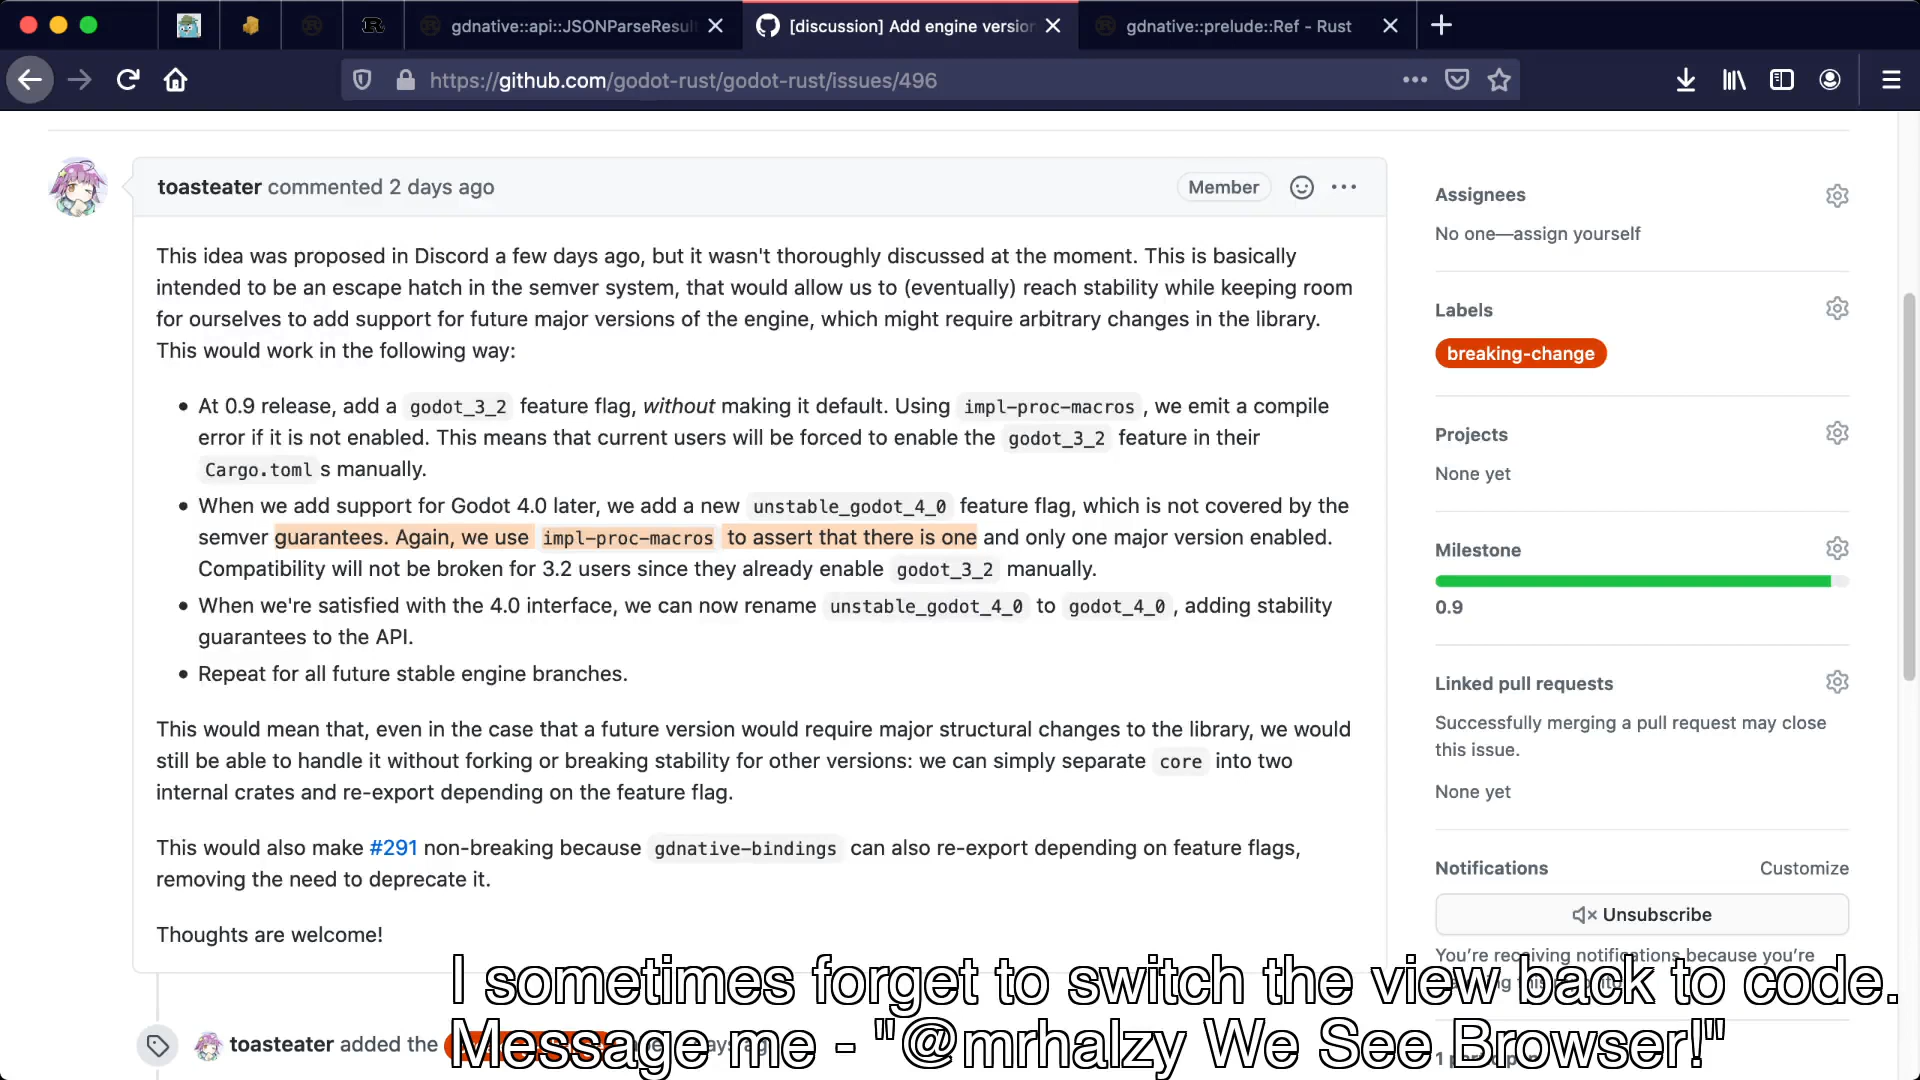 gdnative::api::JSONParseResul
[discussion] Add engine versio
gdnative::prelude::Ref - Rust
https://github.com/godot-rust/godot-rust/issues/496
toasteater commented 2 days ago
Member
This idea was proposed in Discord a few days ago, but it wasn't thoroughly discussed at the moment. This is basically
intended to be an escape hatch in the semver system, that would allow us to (eventually) reach stability while keeping room
for ourselves to add support for future major versions of the engine, which might require arbitrary changes in the library.
This would work in the following way:
• At 0.9 release, add a godot_3_2 feature flag, without making it default. Using impl-proc-macros , we emit a compile
error if it is not enabled. This means that current users will be forced to enable the godot_3_2 feature in their
Cargo.toml s manually.
• When we add support for Godot 4.0 later, we add a new unstable_godot_4_0 feature flag, which is not covered by the
semver guarantees. Again, we use impl-proc-macros to assert that there is one and only one major version enabled.
Compatibility will not be broken for 3.2 users since they already enable godot_3_2 manually.
• When we're satisfied with the 4.0 interface, we can now rename unstable_godot_4_0 to godot_4_0 , adding stability
guarantees to the API.
• Repeat for all future stable engine branches.
This would mean that, even in the case that a future version would require major structural changes to the library, we would
still be able to handle it without forking or breaking stability for other versions: we can simply separate core into two
internal crates and re-export depending on the feature flag.
This would also make #291 non-breaking because gdnative-bindings can also re-export depending on feature flags,
removing the need to deprecate it.
Thoughts are welcome!
toasteater added the
Assignees
No one—assign yourself
Labels
breaking-change
Projects
None yet
Milestone
0.9
Linked pull requests
Successfully merging a pull request may close
this issue.
None yet
Notifications
Customize
Unsubscribe
You're receiving notifications because you're
I sometimes forget to switch the view back to code.
Message me - "@mrhalzy We See Browser!"